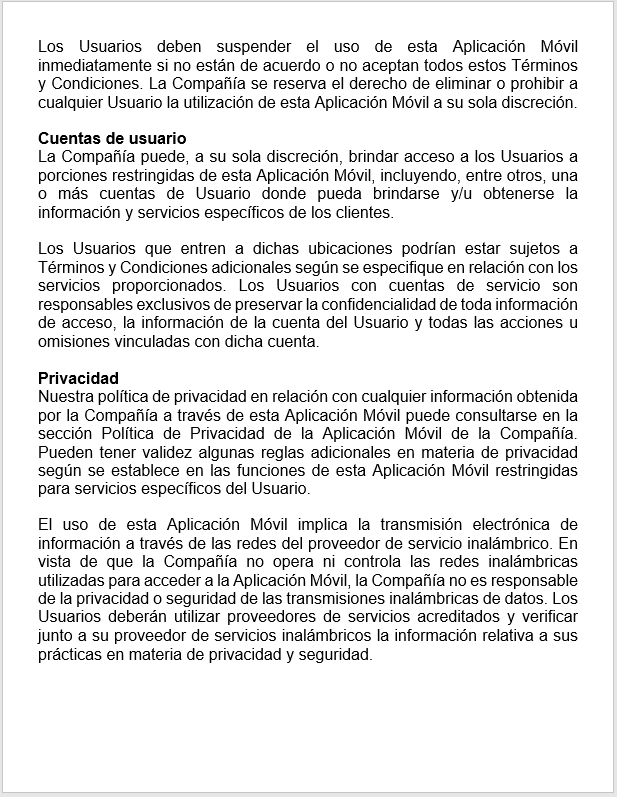 Los Usuarios deben suspender el uso de esta Aplicación Móvil
inmediatamente si no están de acuerdo o no aceptan todos estos Términos
y Condiciones. La Compañía se reserva el derecho de eliminar o prohibir a
cualquier Usuario la utilización de esta Aplicación Móvil a su sola discreción.
Cuentas de usuario
La Compañía puede, a su sola discreción, brindar acceso a los Usuarios a
porciones restringidas de esta Aplicación Móvil, incluyendo, entre otros, una
o más cuentas de Usuario donde pueda brindarse y/u obtenerse la
información y servicios específicos de los clientes.
Los Usuarios que entren a dichas ubicaciones podrían estar sujetos a
Términos y Condiciones adicionales según se especifique en relación con los
servicios proporcionados. Los Usuarios con cuentas de servicio son
responsables exclusivos de preservar la confidencialidad de toda información
de acceso, la información de la cuenta del Usuario y todas las acciones u
omisiones vinculadas con dicha cuenta.
Privacidad
Nuestra política de privacidad en relación con cualquier información obtenida
por la Compañía a través de esta Aplicación Móvil puede consultarse en la
sección Política de Privacidad de la Aplicación Móvil de la Compañía.
Pueden tener validez algunas reglas adicionales en materia de privacidad
según se establece en las funciones de esta Aplicación Móvil restringidas
para servicios específicos del Usuario.
El uso de esta Aplicación Móvil implica la transmisión electrónica de
información a través de las redes del proveedor de servicio inalámbrico. En
vista de que la Compañía no opera ni controla las redes inalámbricas
utilizadas para acceder a la Aplicación Móvil, la Compañía no es responsable
de la privacidad o seguridad de las transmisiones inalámbricas de datos. Los
Usuarios deberán utilizar proveedores de servicios acreditados y verificar
junto a su proveedor de servicios inalámbricos la información relativa a sus
prácticas en materia de privacidad y seguridad.